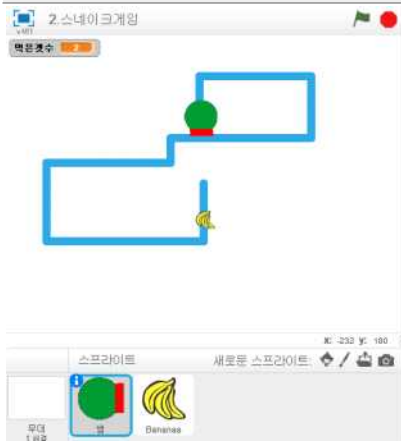 2.스네이크게임
v461
먹은갯수 2
X: -232 y: 180
스프라이트 새로운 스프라이트:
무대
뱀
Bananas